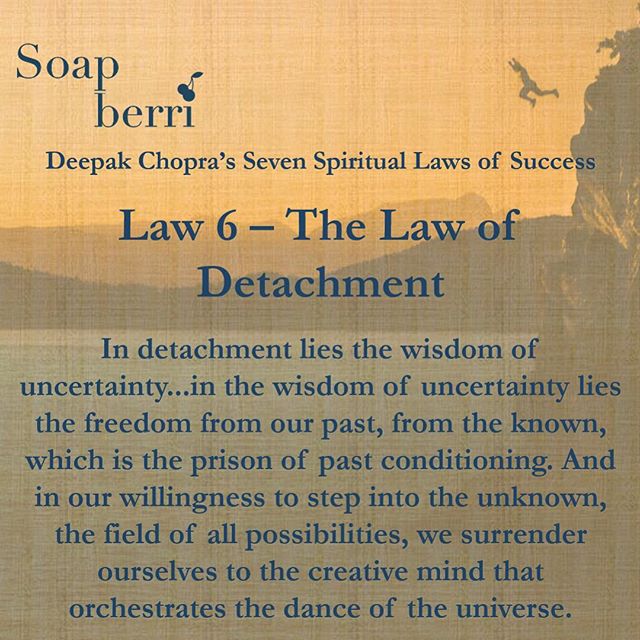 Soap
berri
Deepak Chopra’s Seven Spiritual Laws of Success
Law 6 – The Law of
Detachment
In detachment lies the wisdom of
uncertainty...in the wisdom of uncertainty lies
the freedom from our past, from the known,
which is the prison of past conditioning. And
in our willingness to step into the unknown,
the field of all possibilities, we surrender
ourselves to the creative mind that
orchestrates the dance of the universe.